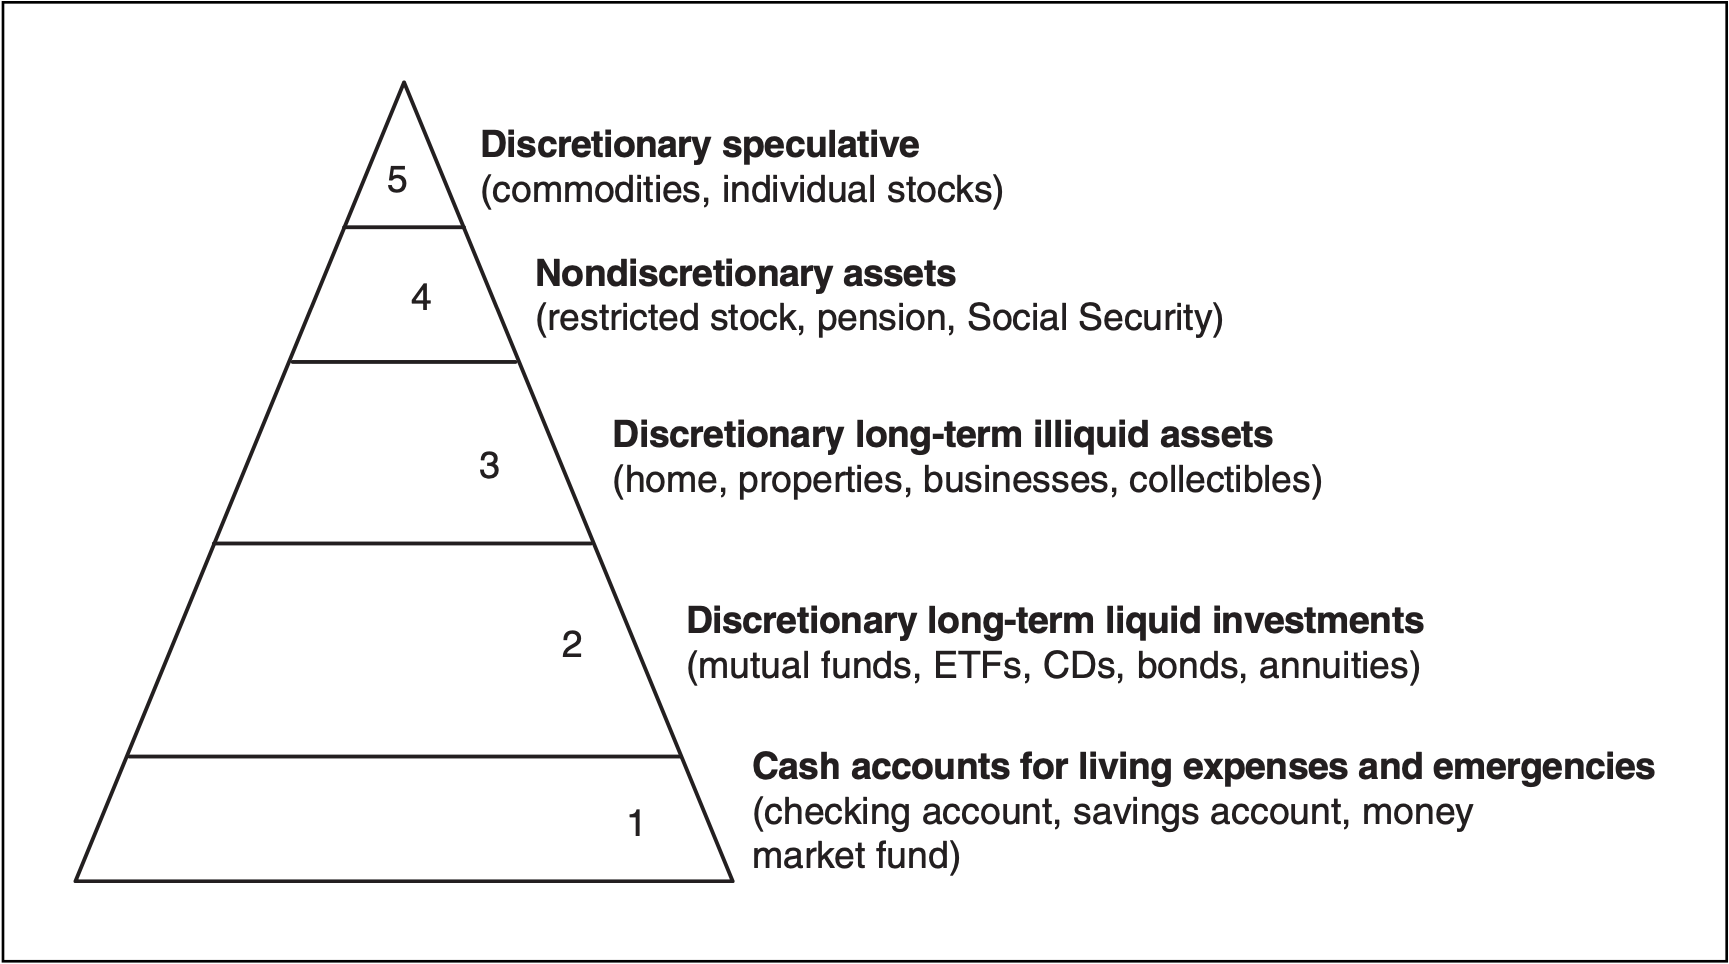 5
Discretionary speculative
(commodities, individual stocks)
4
Nondiscretionary assets
(restricted stock, pension, Social Security)
3
Discretionary long-term illiquid assets
(home, properties, businesses, collectibles)
2
Discretionary long-term liquid investments
(mutual funds, ETFs, CDs, bonds, annuities)
1
Cash accounts for living expenses and emergencies
(checking account, savings account, money
market fund)